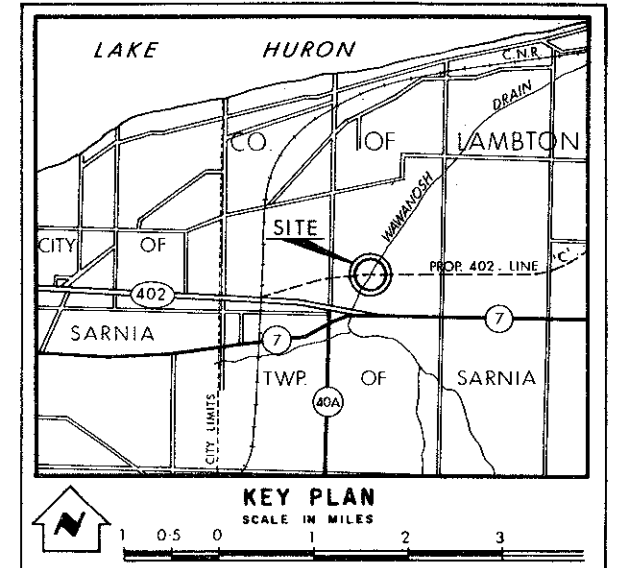 LAKE HURON
C.N.R.
DRAIN
CO. OF LAMBTON
WAWANOSH
SITE
CITY OF
PROP. 402 . LINE 'C'
402
SARNIA
7
7
TWP. OF SARNIA
CITY LIMITS
40A
KEY PLAN
SCALE IN MILES
N
1 0·5 0 1 2 3